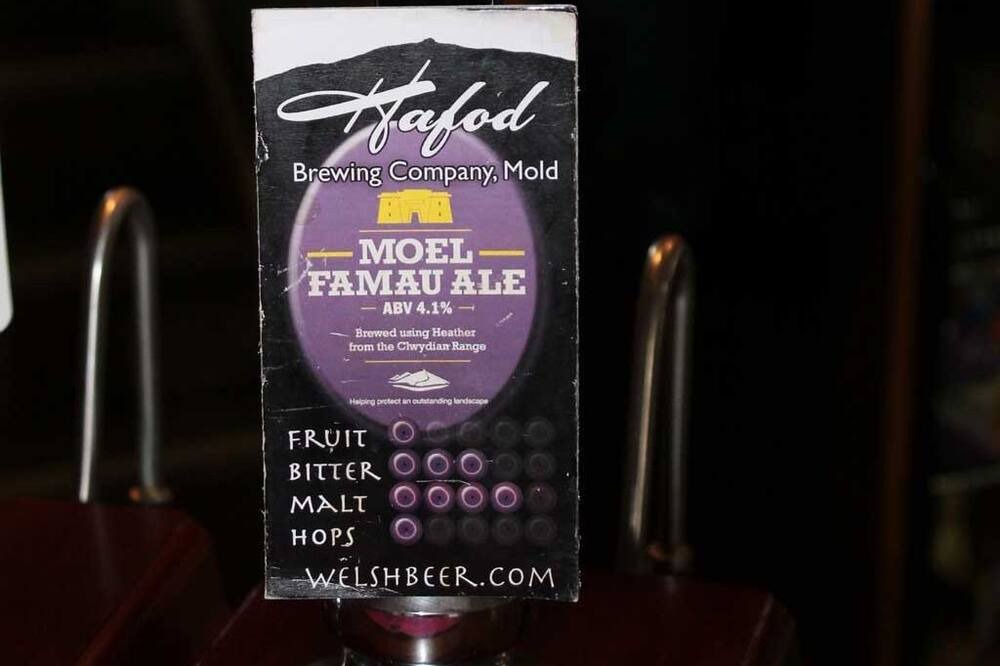 Hafod
Brewing Company, Mold
MOEL
FAMAU ALE
ABV 4.1%
Brewed using Heather
from the Clwydian Range
Helping protect an outstanding landscape
FRUIT
BITTER
MALT
HOPS
WELSHBEER.COM